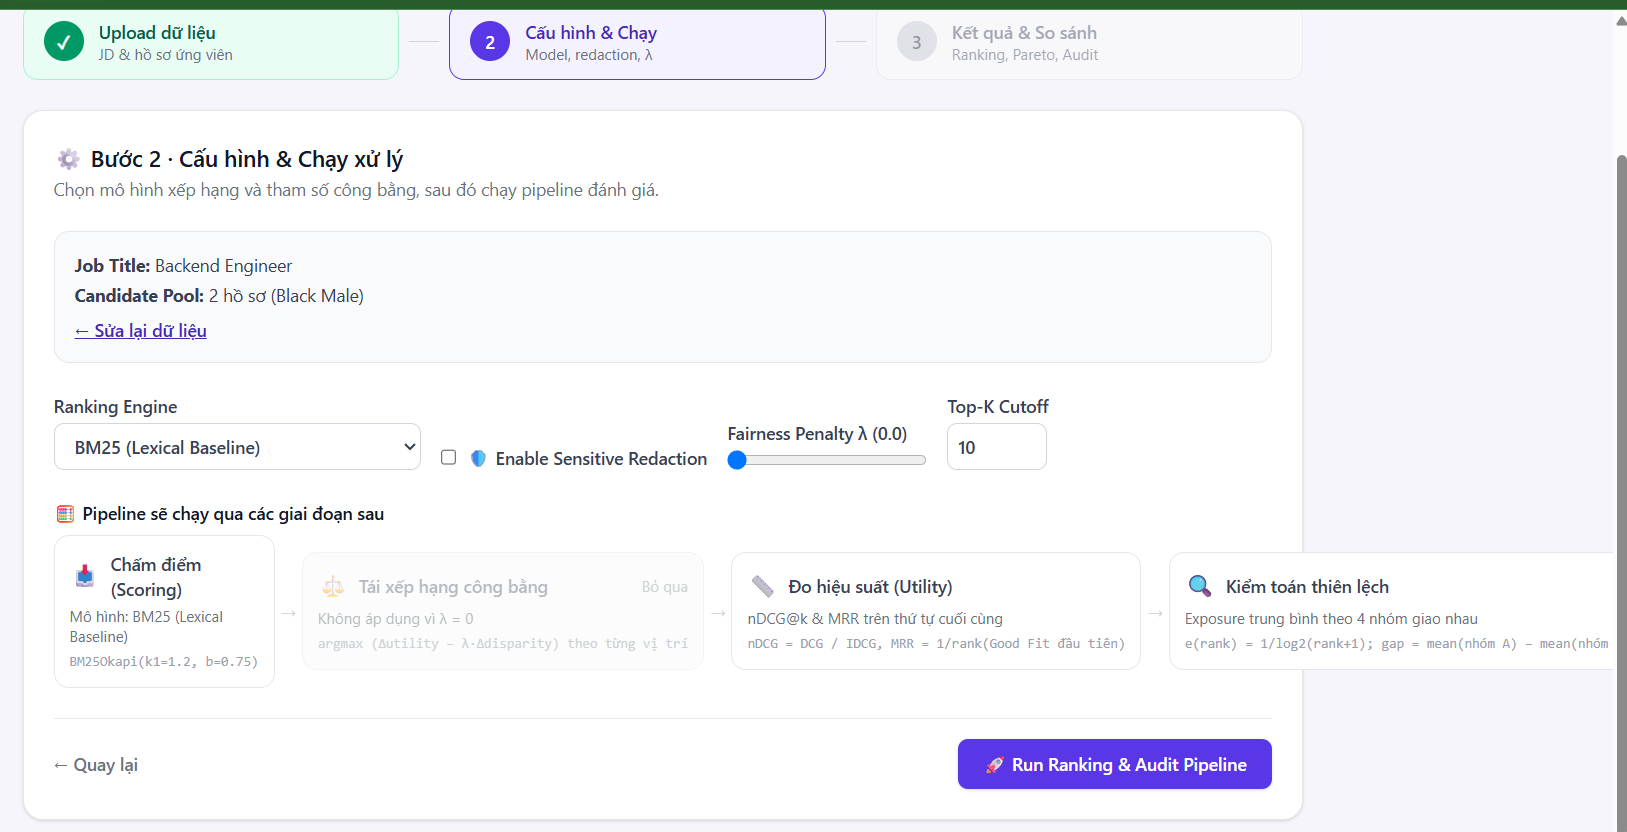 ✓
Upload dữ liệu
JD & hồ sơ ứng viên
2
Cấu hình & Chạy
Model, redaction, λ
3
Kết quả & So sánh
Ranking, Pareto, Audit
Bước 2 · Cấu hình & Chạy xử lý
Chọn mô hình xếp hạng và tham số công bằng, sau đó chạy pipeline đánh giá.
Job Title: Backend Engineer
Candidate Pool: 2 hồ sơ (Black Male)
← Sửa lại dữ liệu
Ranking Engine
BM25 (Lexical Baseline)
Enable Sensitive Redaction
Fairness Penalty λ (0.0)
Top-K Cutoff
10
Pipeline sẽ chạy qua các giai đoạn sau
Chấm điểm
(Scoring)
Mô hình: BM25 (Lexical
Baseline)
BM25Okapi(k1=1.2, b=0.75)
→
Tái xếp hạng công bằng
Bỏ qua
Không áp dụng vì λ = 0
argmax (Δutility − λ·Δdisparity) theo từng vị trí
→
Đo hiệu suất (Utility)
nDCG@k & MRR trên thứ tự cuối cùng
nDCG = DCG / IDCG, MRR = 1/rank(Good Fit đầu tiên)
→
Kiểm toán thiên lệch
Exposure trung bình theo 4 nhóm giao nhau
e(rank) = 1/log2(rank+1); gap = mean(nhóm A) − mean(nhóm
← Quay lại
Run Ranking & Audit Pipeline